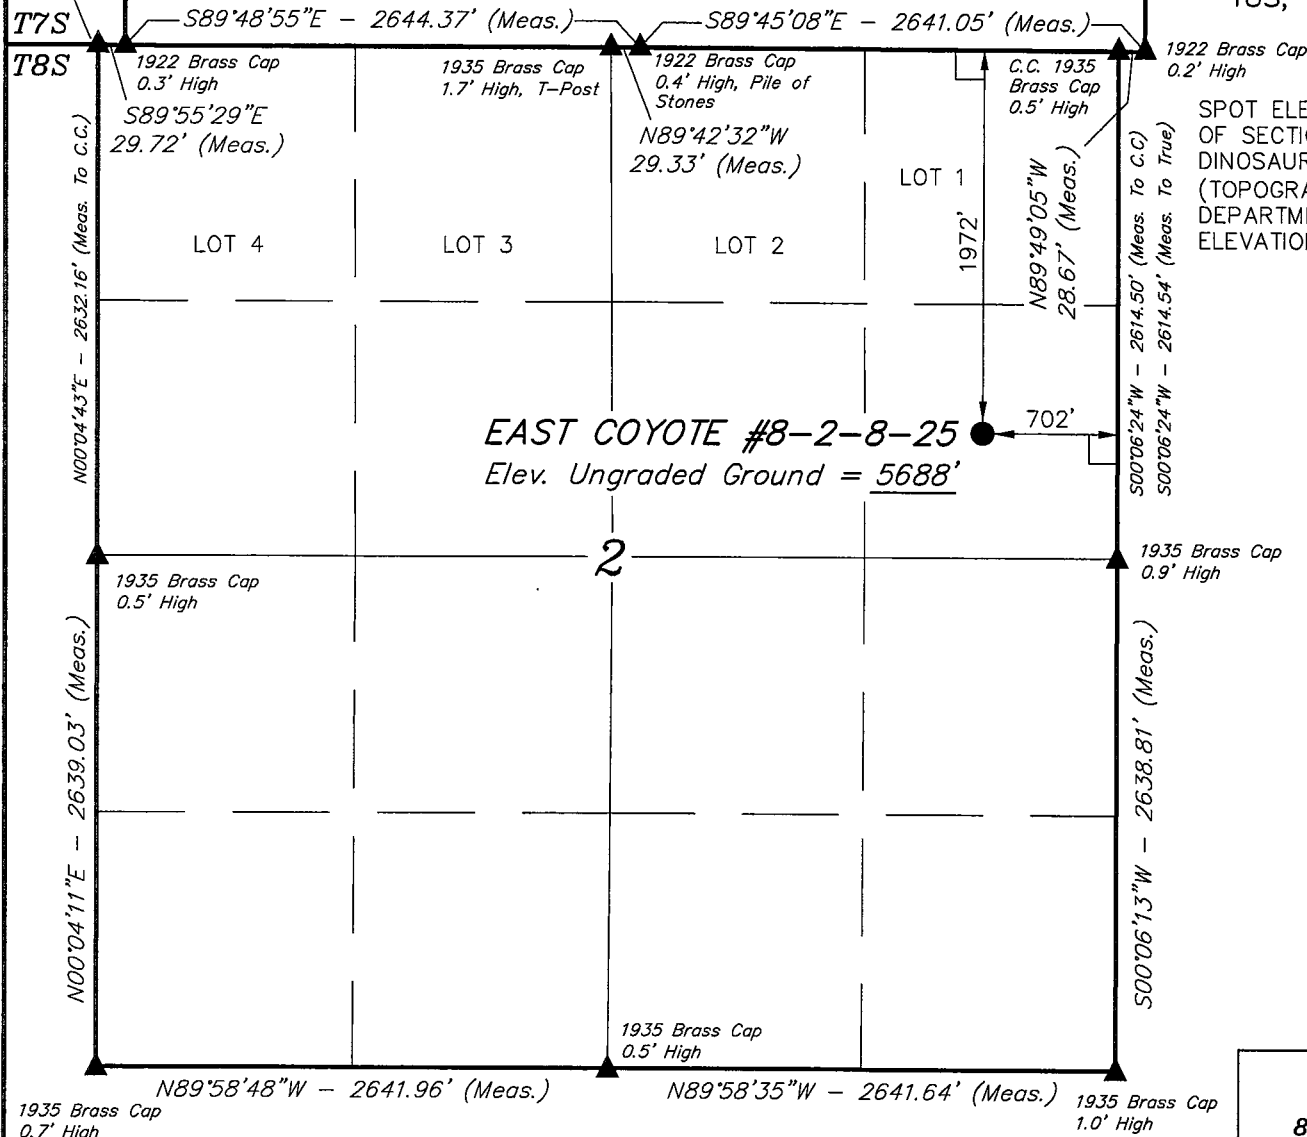 T7S
T8S
S89°48'55"E - 2644.37' (Meas.)
S89°45'08"E - 2641.05' (Meas.)
T8S,
1922 Brass Cap
0.3' High
1935 Brass Cap
1.7' High, T-Post
1922 Brass Cap
0.4' High, Pile of
Stones
C.C. 1935
Brass Cap
0.5' High
1922 Brass Cap
0.2' High
S89°55'29"E
29.72' (Meas.)
N89°42'32"W
29.33' (Meas.)
N89°49'05"W
28.67' (Meas.)
SPOT ELE
OF SECTIO
DINOSAUR
(TOPOGRA
DEPARTME
ELEVATION
LOT 4
LOT 3
LOT 2
LOT 1
1972'
N00°04'43"E - 2632.16' (Meas. To C.C.)
S00°06'24"W - 2614.50' (Meas. To C.C)
S00°06'24"W - 2614.54' (Meas. To True)
EAST COYOTE #8-2-8-25
Elev. Ungraded Ground = 5688'
702'
2
1935 Brass Cap
0.5' High
1935 Brass Cap
0.9' High
N00°04'11"E - 2639.03' (Meas.)
S00°06'13"W - 2638.81' (Meas.)
1935 Brass Cap
0.5' High
N89°58'48"W - 2641.96' (Meas.)
N89°58'35"W - 2641.64' (Meas.)
1935 Brass Cap
0.7' High
1935 Brass Cap
1.0' High
8